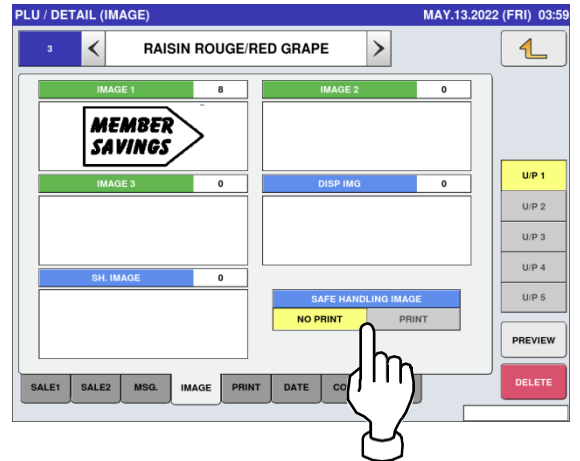 PLU / DETAIL (IMAGE) MAY.13.2022 (FRI) 03:59
3 RAISIN ROUGE/RED GRAPE
IMAGE 1 8 IMAGE 2 0
MEMBER
SAVINGS
IMAGE 3 0 DISP IMG 0
U/P 1
U/P 2
U/P 3
U/P 4
U/P 5
SH. IMAGE 0
SAFE HANDLING IMAGE
NO PRINT PRINT
PREVIEW
SALE1 SALE2 MSG. IMAGE PRINT DATE DELETE